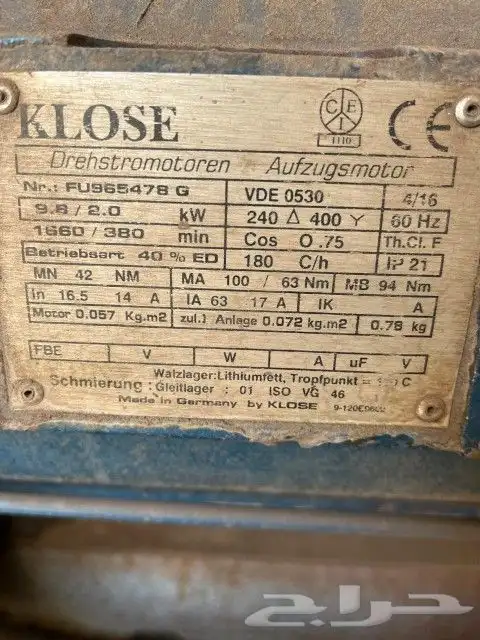 KLOSE
C E I
1110
CE
Drehstromotoren Aufzugsmotor
Nr.: FU965478 G VDE 0530 4/16
9.8 / 2.0 kW 240 Δ 400 Y 60 Hz
1660 / 380 min Cos O .75 Th.Cl. F
Betriebsart 40 % ED 180 C/h IP 21
MN 42 NM MA 100 / 63 Nm MB 94 Nm
In 16.5 14 A IA 63 17 A IK A
Motor 0.057 Kg.m2 zul.] Anlage 0.072 kg.m2 0.78 kg
FBE V W A uF V
Walzlager:Lithiumfett, Tropfpunkt = C
Schmierung : Gleitlager : 01 ISO VG 46
Made in Germany by KLOSE
حراج